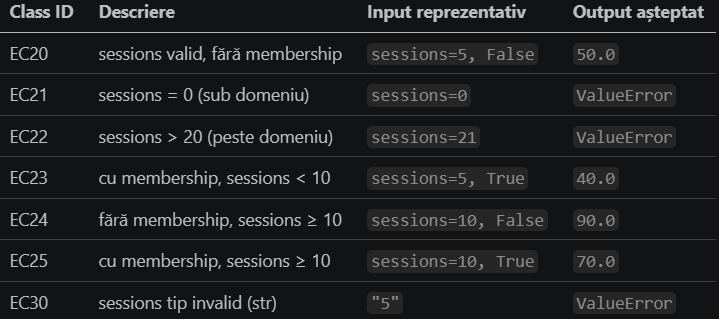 Class ID Descriere Input reprezentativ Output așteptat
EC20 sessions valid, fără membership sessions=5, False 50.0
EC21 sessions = 0 (sub domeniu) sessions=0 ValueError
EC22 sessions > 20 (peste domeniu) sessions=21 ValueError
EC23 cu membership, sessions < 10 sessions=5, True 40.0
EC24 fără membership, sessions ≥ 10 sessions=10, False 90.0
EC25 cu membership, sessions ≥ 10 sessions=10, True 70.0
EC30 sessions tip invalid (str) "5" ValueError